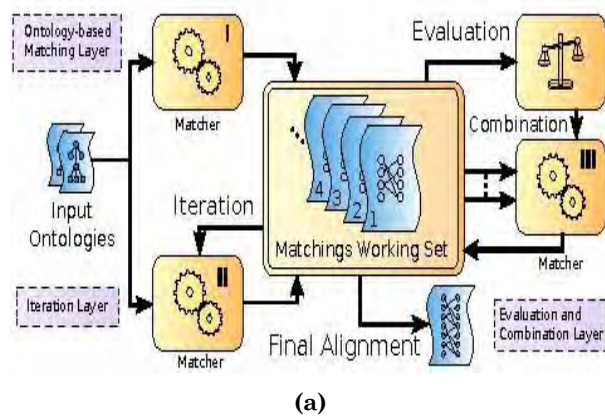 Ontology-based
Matching Layer
I
Matcher
Evaluation
Combination
III
Matcher
4
3
2
1
Matchings Working Set
Input
Ontologies
Iteration
II
Matcher
Iteration Layer
Final Alignment
Evaluation and
Combination Layer
(a)